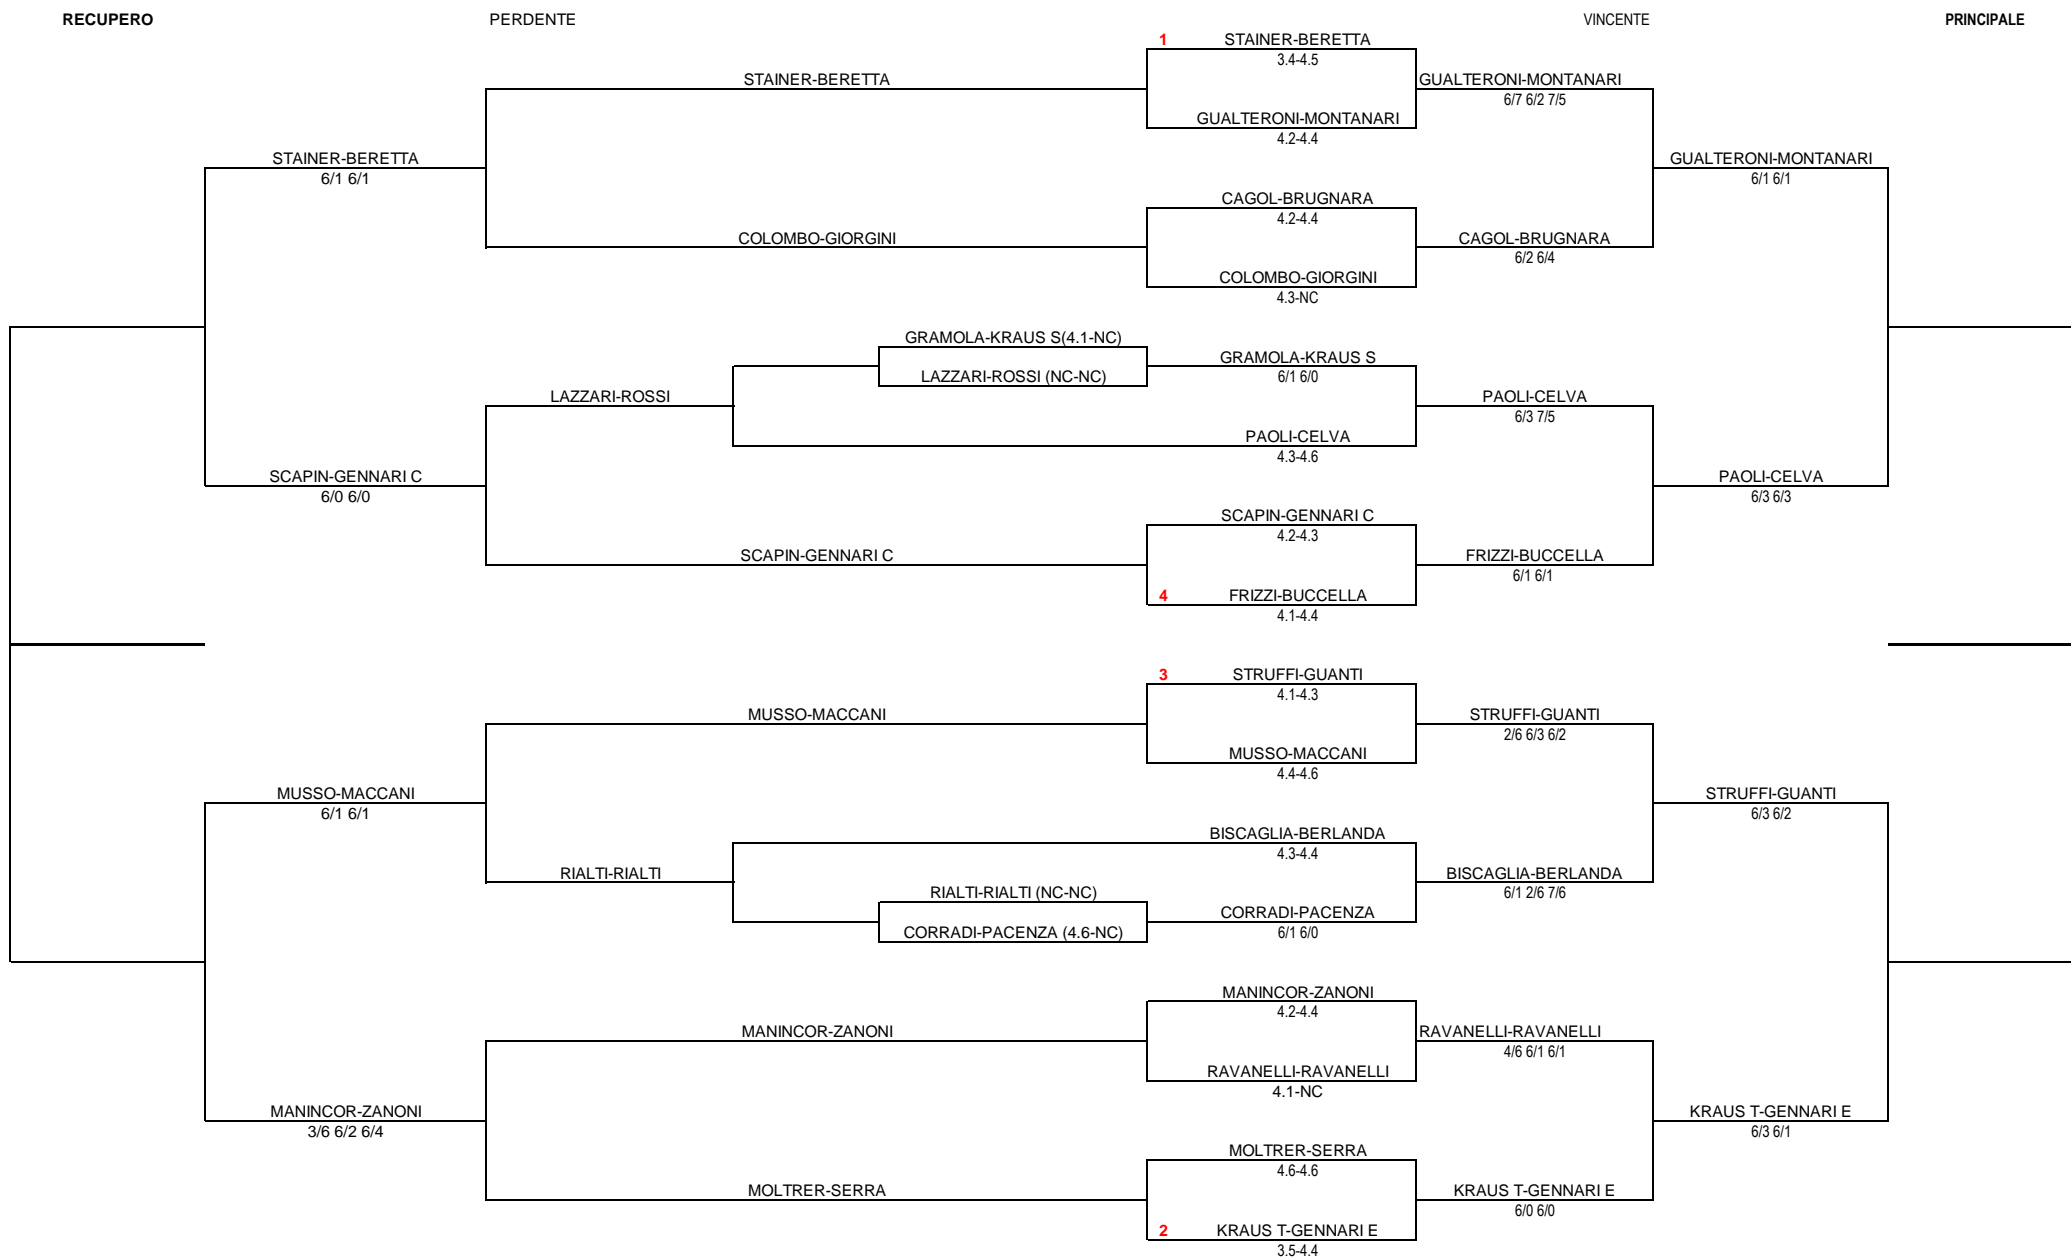 RECUPERO PERDENTE VINCENTE PRINCIPALE
1 STAINER-BERETTA
3.4-4.5
STAINER-BERETTA GUALTERONI-MONTANARI
6/7 6/2 7/5
GUALTERONI-MONTANARI
4.2-4.4
STAINER-BERETTA GUALTERONI-MONTANARI
6/1 6/1 6/1 6/1
CAGOL-BRUGNARA
4.2-4.4
COLOMBO-GIORGINI CAGOL-BRUGNARA
6/2 6/4
COLOMBO-GIORGINI
4.3-NC
GRAMOLA-KRAUS S(4.1-NC)
GRAMOLA-KRAUS S
LAZZARI-ROSSI (NC-NC) 6/1 6/0
LAZZARI-ROSSI PAOLI-CELVA
6/3 7/5
PAOLI-CELVA
4.3-4.6
SCAPIN-GENNARI C PAOLI-CELVA
6/0 6/0 6/3 6/3
SCAPIN-GENNARI C
4.2-4.3
SCAPIN-GENNARI C FRIZZI-BUCCELLA
6/1 6/1
4 FRIZZI-BUCCELLA
4.1-4.4
3 STRUFFI-GUANTI
4.1-4.3
MUSSO-MACCANI STRUFFI-GUANTI
2/6 6/3 6/2
MUSSO-MACCANI
4.4-4.6
MUSSO-MACCANI STRUFFI-GUANTI
6/1 6/1 6/3 6/2
BISCAGLIA-BERLANDA
4.3-4.4
RIALTI-RIALTI BISCAGLIA-BERLANDA
RIALTI-RIALTI (NC-NC) 6/1 2/6 7/6
CORRADI-PACENZA
CORRADI-PACENZA (4.6-NC) 6/1 6/0
MANINCOR-ZANONI
4.2-4.4
MANINCOR-ZANONI RAVANELLI-RAVANELLI
4/6 6/1 6/1
RAVANELLI-RAVANELLI
4.1-NC
MANINCOR-ZANONI KRAUS T-GENNARI E
3/6 6/2 6/4 6/3 6/1
MOLTRER-SERRA
4.6-4.6
MOLTRER-SERRA KRAUS T-GENNARI E
6/0 6/0
2 KRAUS T-GENNARI E
3.5-4.4